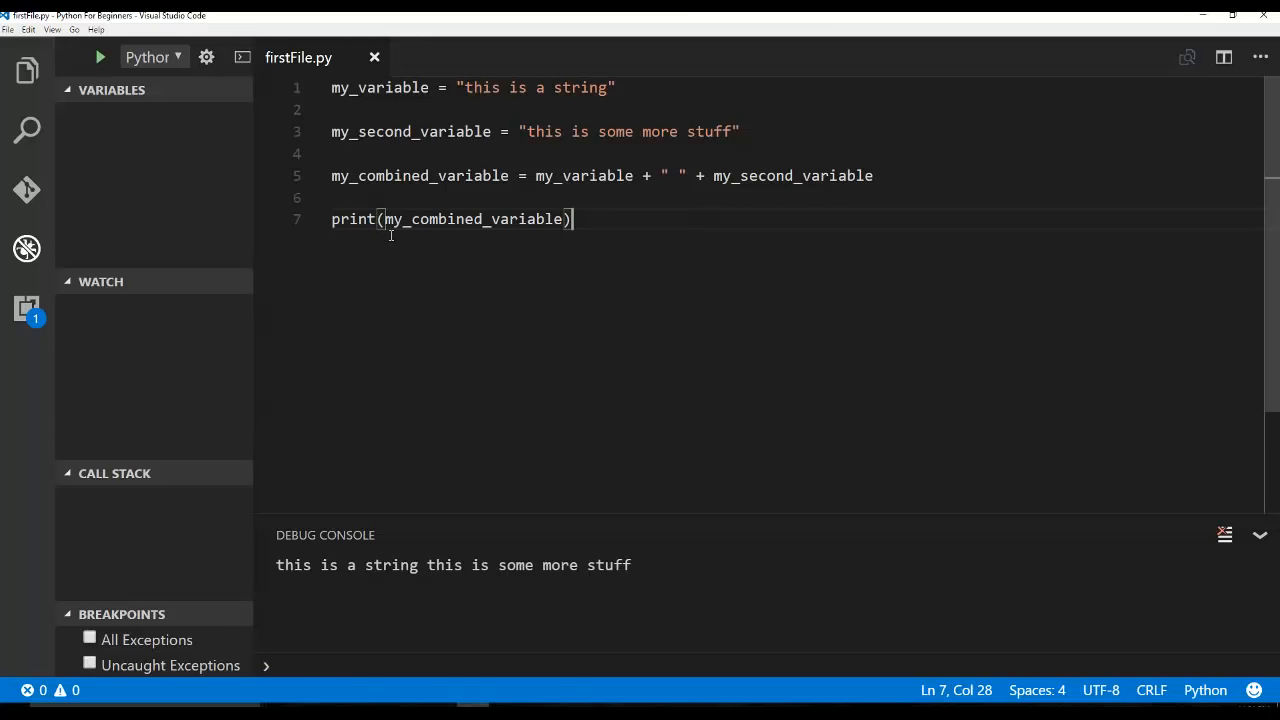 firstFile.py - Python For Beginners - Visual Studio Code
File Edit View Go Help
Python
firstFile.py
VARIABLES
WATCH
CALL STACK
BREAKPOINTS
All Exceptions
Uncaught Exceptions
1 my_variable = "this is a string"
2
3 my_second_variable = "this is some more stuff"
4
5 my_combined_variable = my_variable + " " + my_second_variable
6
7 print(my_combined_variable)
1
DEBUG CONSOLE
this is a string this is some more stuff
0 0
Ln 7, Col 28 Spaces: 4 UTF-8 CRLF Python